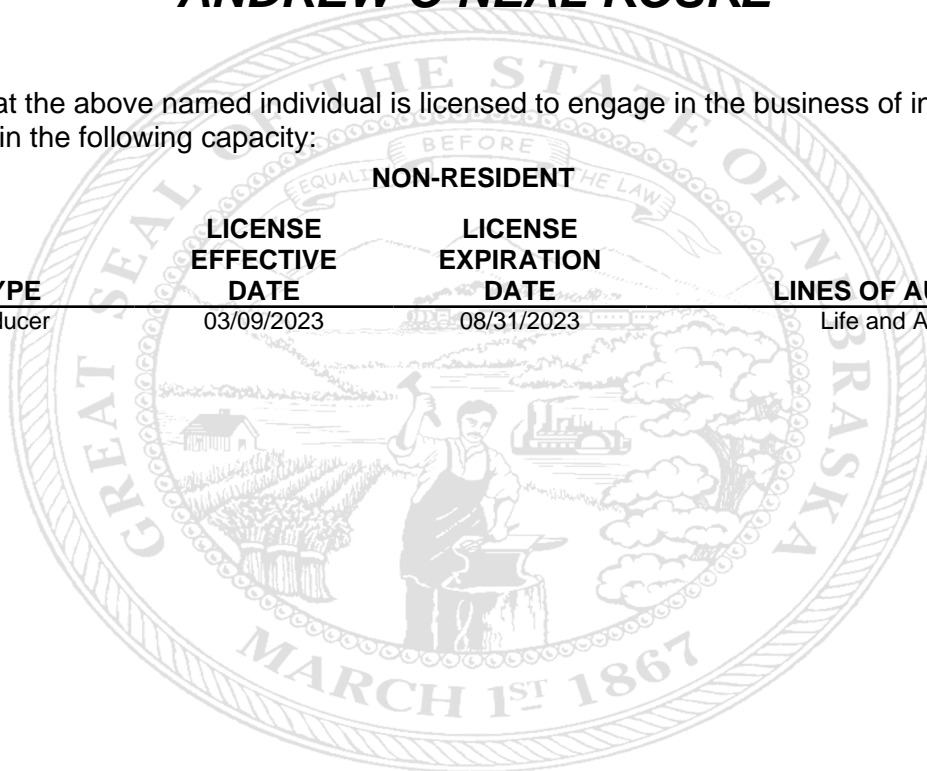 ANDREW O NEAL
at the above named individual is licensed to engage in the business of in
in the following capacity:
NON-RESIDENT
LICENSE EFFECTIVE DATE
LICENSE EXPIRATION DATE
YPE
LINES OF AU
ducer 03/09/2023 08/31/2023 Life and A
GREAT SEAL OF THE STATE OF NEBRASKA
EQUALITY BEFORE THE LAW
MARCH 1ST 1867